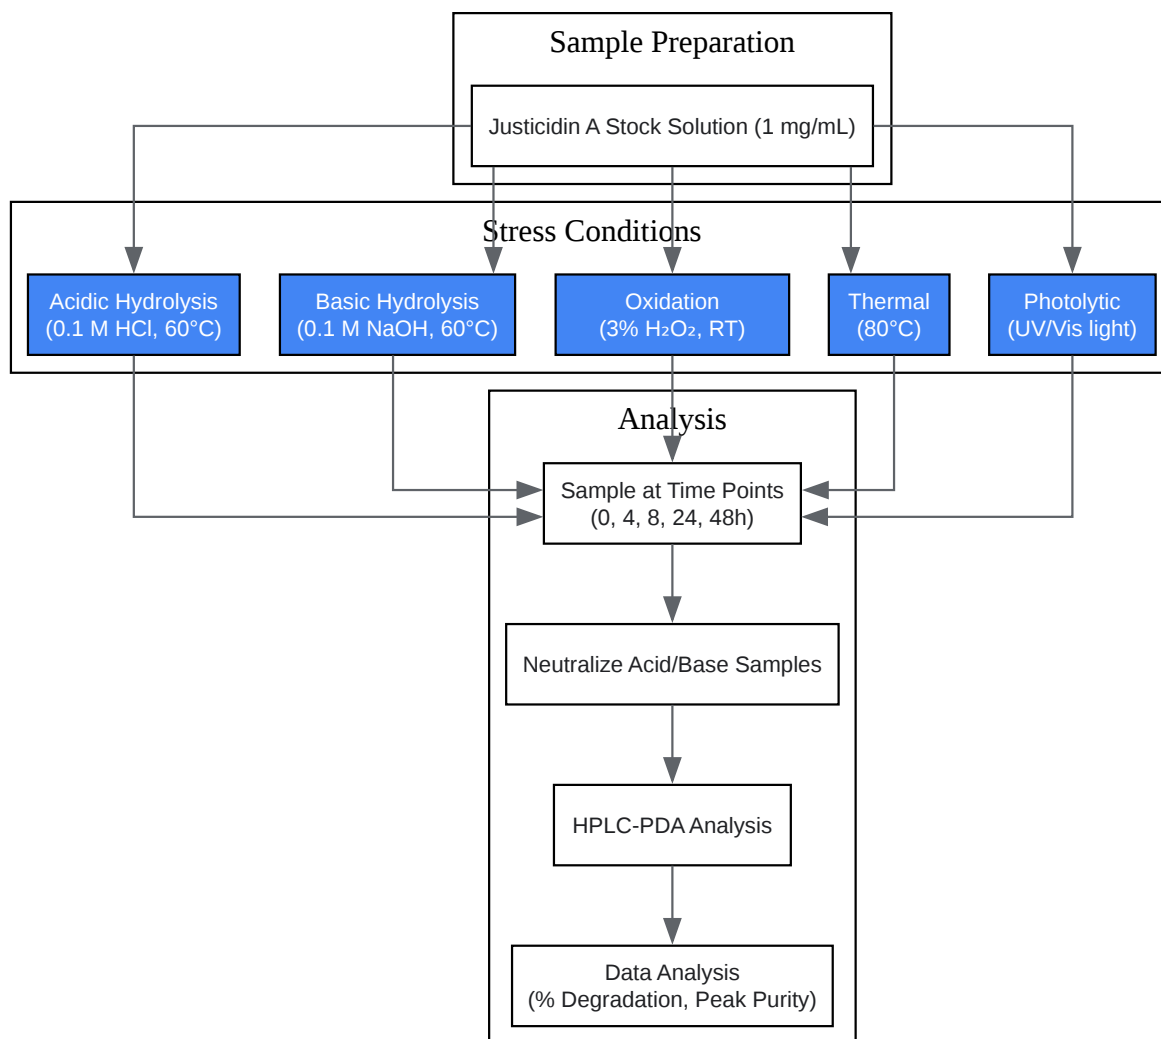 Sample Preparation
Justicidin A Stock Solution (1 mg/mL)
Stress Conditions
Acidic Hydrolysis
(0.1 M HCl, 60°C)
Basic Hydrolysis
(0.1 M NaOH, 60°C)
Oxidation
(3% H₂O₂, RT)
Thermal
(80°C)
Photolytic
(UV/Vis light)
Analysis
Sample at Time Points
(0, 4, 8, 24, 48h)
Neutralize Acid/Base Samples
HPLC-PDA Analysis
Data Analysis
(% Degradation, Peak Purity)